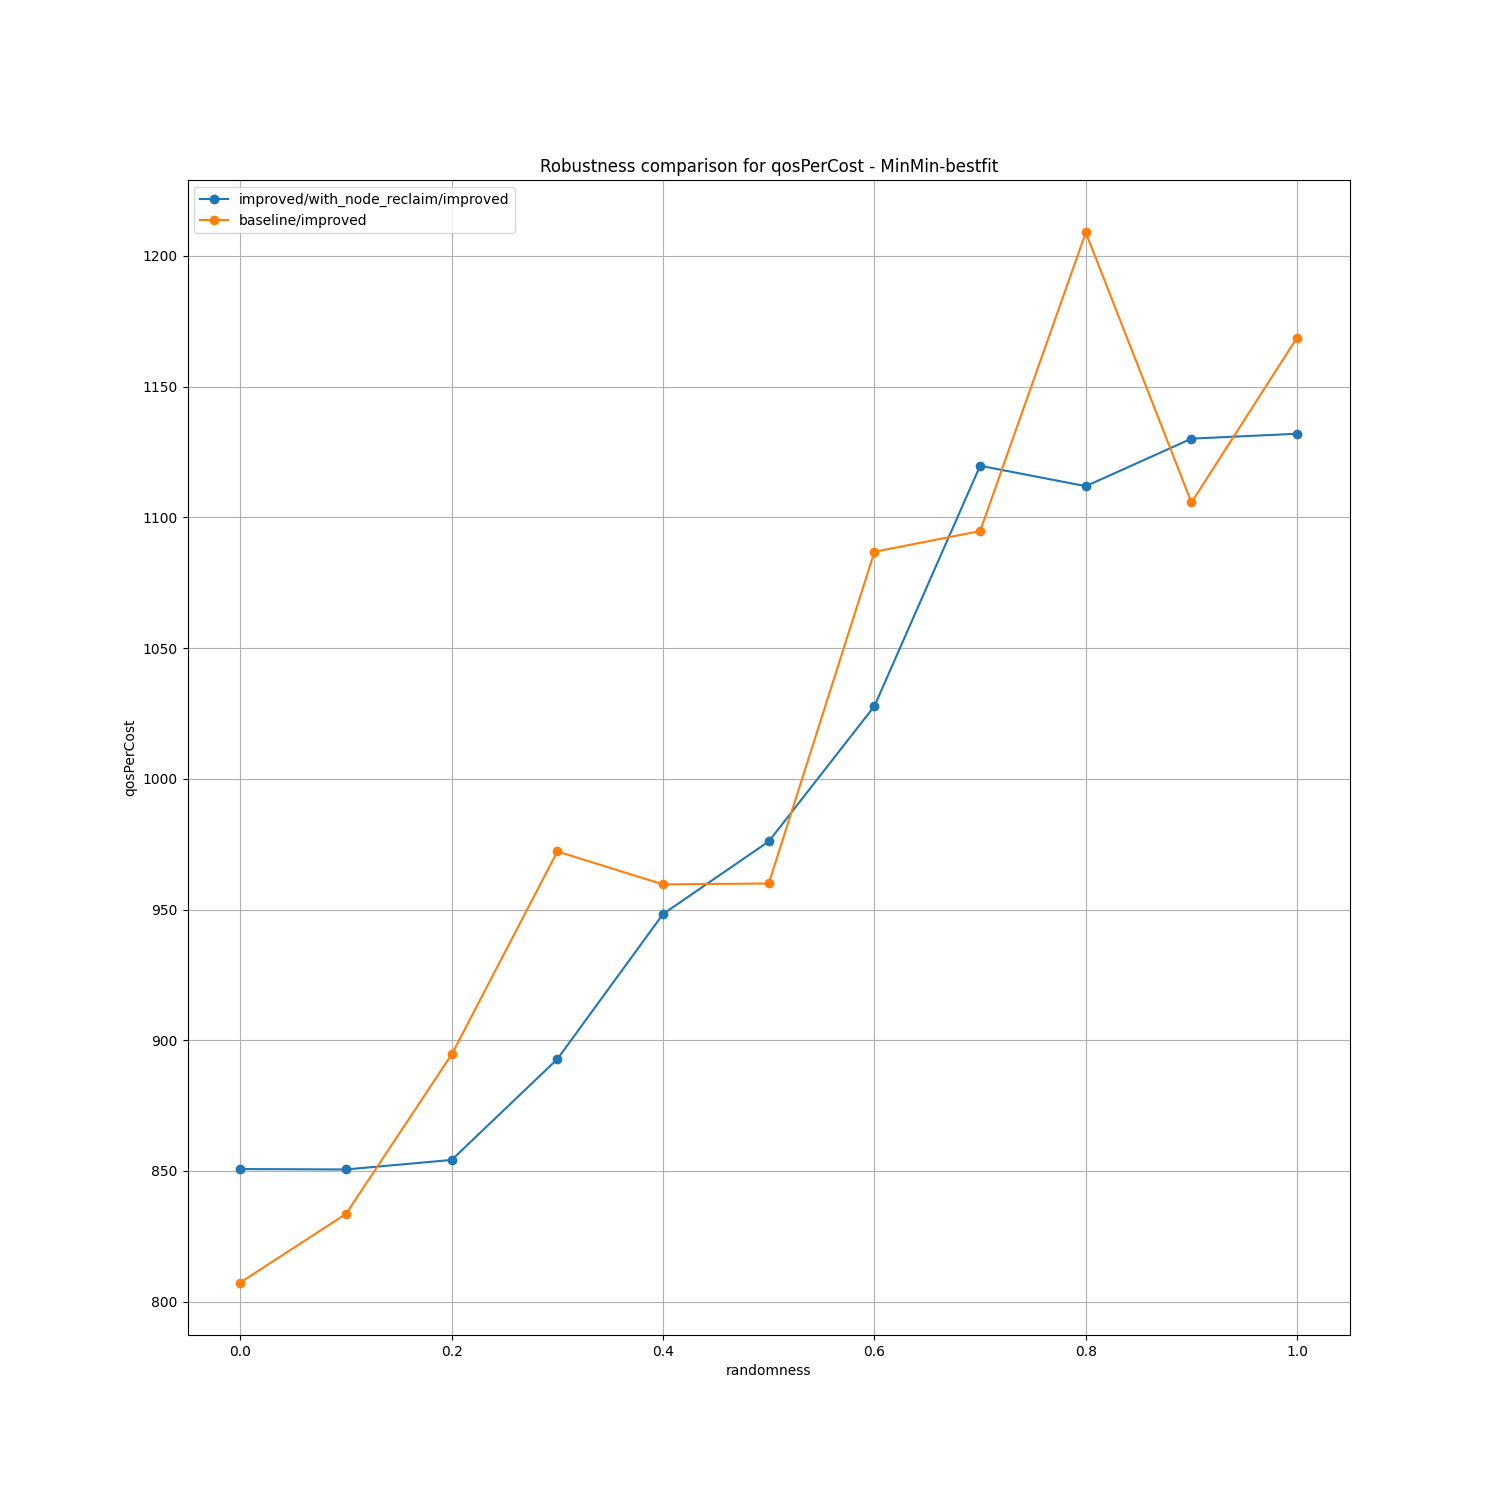 Robustness comparison for qosPerCost - MinMin-bestfit
improved/with_node_reclaim/improved
baseline/improved
1200
1150
1100
1050
1000
950
900
850
800
qosPerCost
0.0 0.2 0.4 0.6 0.8 1.0
randomness